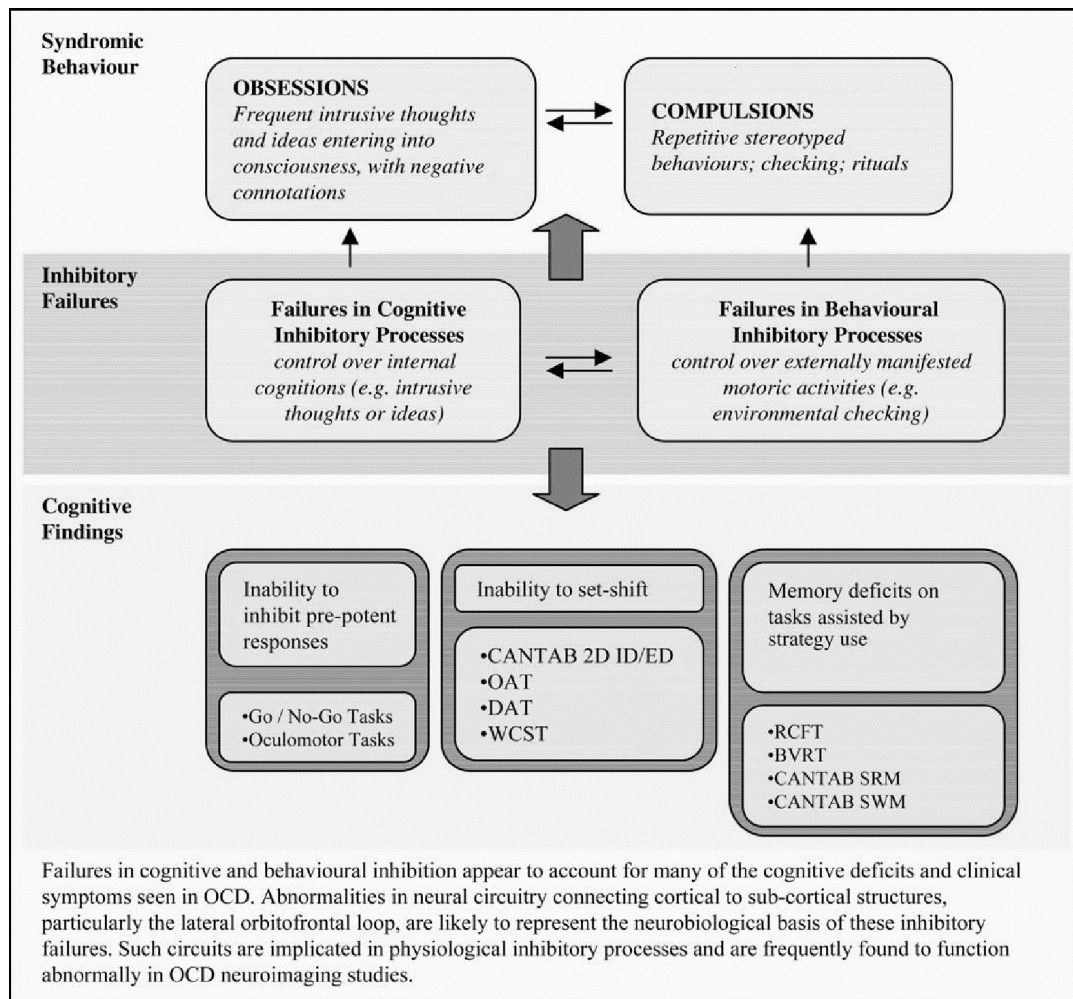 Syndromic
Behaviour
OBSESSIONS
Frequent intrusive thoughts
and ideas entering into
consciousness, with negative
connotations
COMPULSIONS
Repetitive stereotyped
behaviours; checking; rituals
Inhibitory
Failures
Failures in Cognitive
Inhibitory Processes
control over internal
cognitions (e.g. intrusive
thoughts or ideas)
Failures in Behavioural
Inhibitory Processes
control over externally manifested
motoric activities (e.g.
environmental checking)
Cognitive
Findings
Inability to
inhibit pre-potent
responses
•Go / No-Go Tasks
•Oculomotor Tasks
Inability to set-shift
•CANTAB 2D ID/ED
•OAT
•DAT
•WCST
Memory deficits on
tasks assisted by
strategy use
•RCFT
•BVRT
•CANTAB SRM
•CANTAB SWM
Failures in cognitive and behavioural inhibition appear to account for many of the cognitive deficits and clinical
symptoms seen in OCD. Abnormalities in neural circuitry connecting cortical to sub-cortical structures,
particularly the lateral orbitofrontal loop, are likely to represent the neurobiological basis of these inhibitory
failures. Such circuits are implicated in physiological inhibitory processes and are frequently found to function
abnormally in OCD neuroimaging studies.